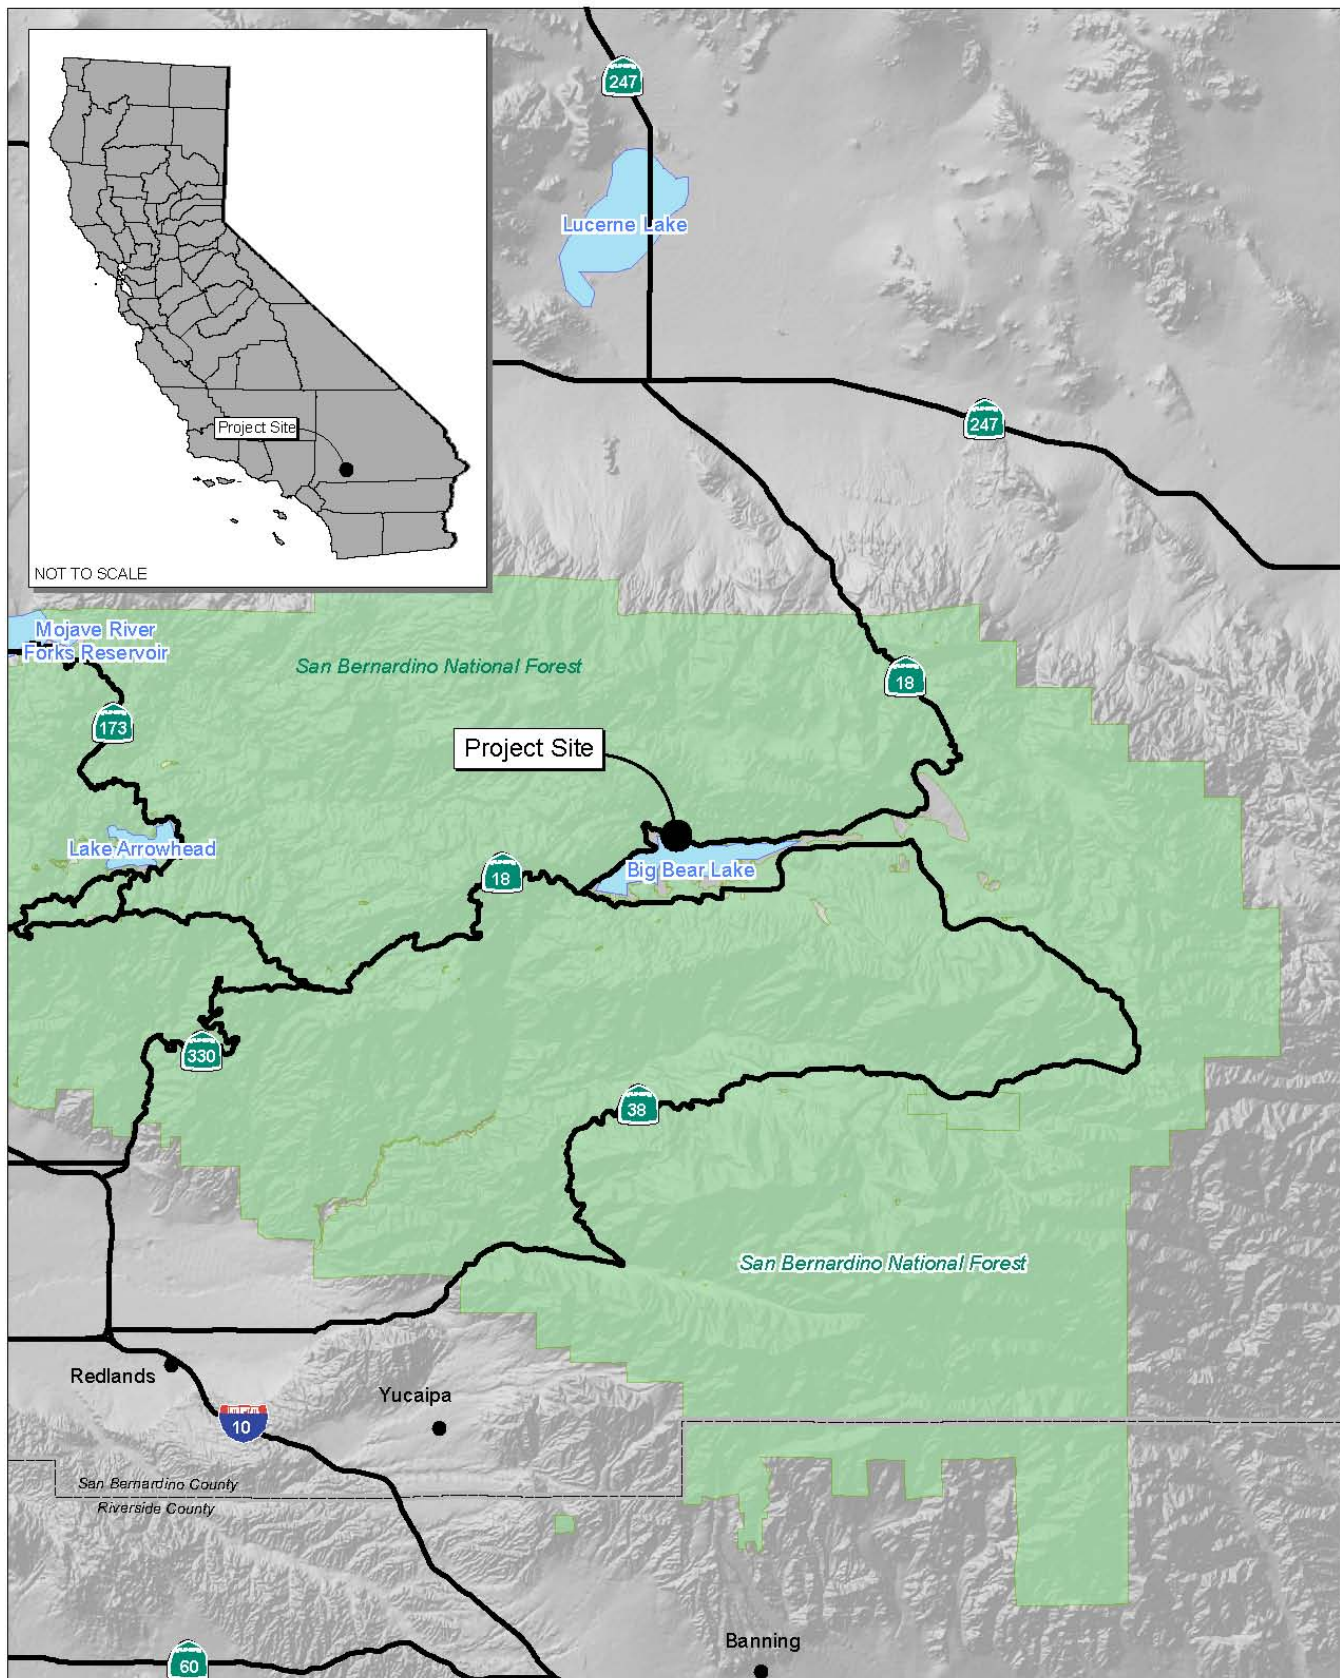 247
Lucerne Lake
Project Site
247
NOT TO SCALE
Mojave River
Forks Reservoir
San Bernardino National Forest
18
173
Project Site
Lake Arrowhead
Big Bear Lake
18
330
38
San Bernardino National Forest
Redlands
Yucaipa
10
San Bernardino County
Riverside County
Banning
60